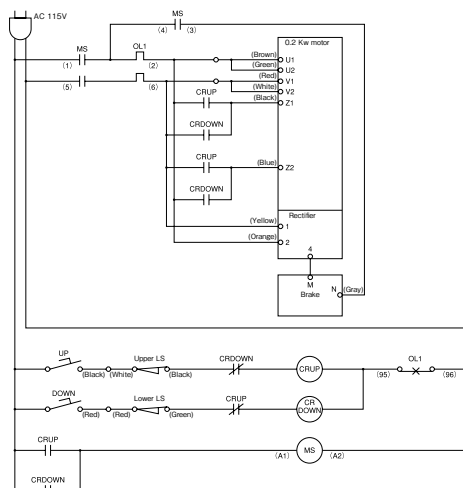 AC 115V
MS
(4) (3)
MS
OL1
0.2 Kw motor
(1)
(2)
(Brown) U1
(Green) U2
(5)
(6)
(Red) V1
(White) V2
CRUP
(Black) Z1
CRDOWN
CRUP
(Blue) Z2
CRDOWN
Rectifier
(Yellow) 1
(Orange) 2
4
M
N (Gray)
Brake
UP
Upper LS
CRDOWN
OL1
(Black) (White) (Black)
CRUP
(95) (96)
DOWN
Lower LS
CRUP
(Red) (Red) (Green)
CR
DOWN
CRUP
(A1) MS (A2)
CRDOWN